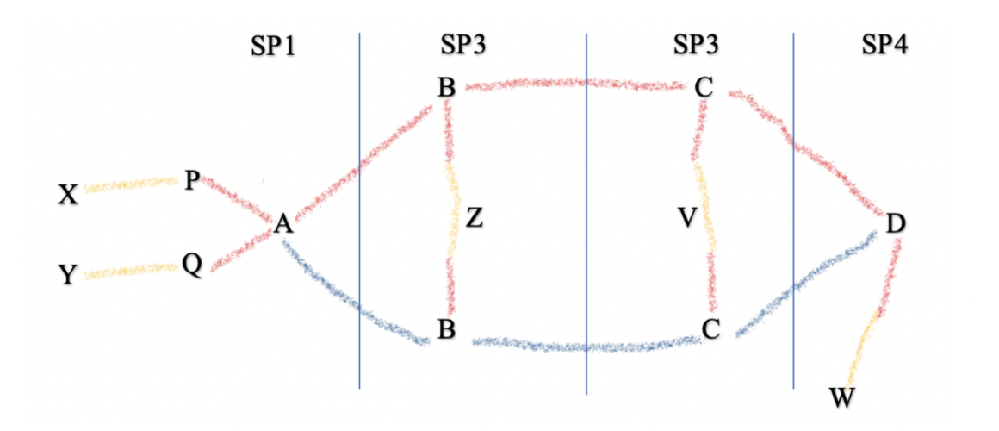 SP1 SP3 SP3 SP4
B C
P
X
A Z V D
Y Q
B C
W